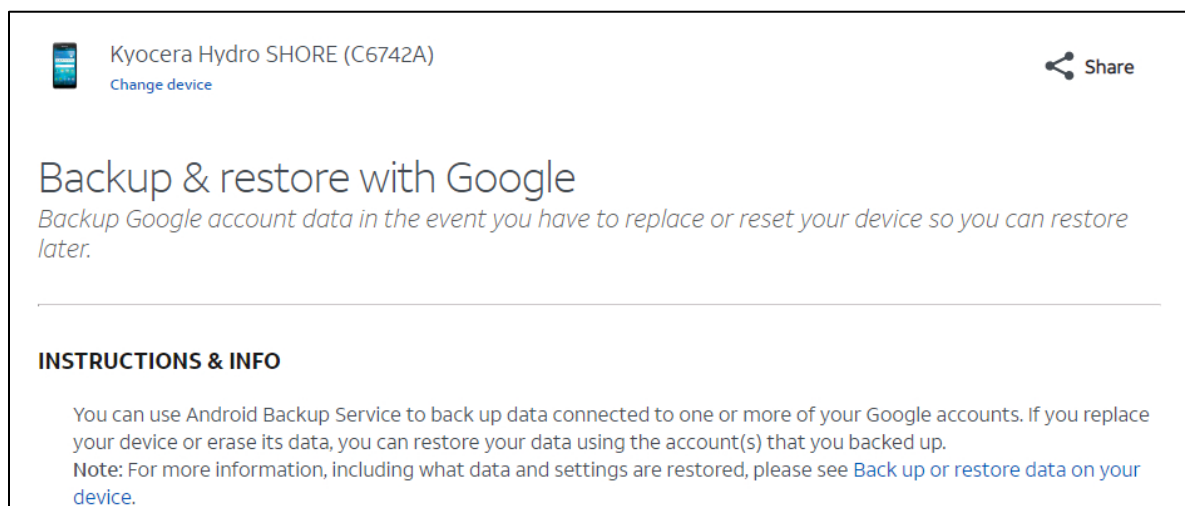 Kyocera Hydro SHORE (C6742A)
Change device
Share
Backup & restore with Google
Backup Google account data in the event you have to replace or reset your device so you can restore
later.
INSTRUCTIONS & INFO
You can use Android Backup Service to back up data connected to one or more of your Google accounts. If you replace
your device or erase its data, you can restore your data using the account(s) that you backed up.
Note: For more information, including what data and settings are restored, please see Back up or restore data on your
device.